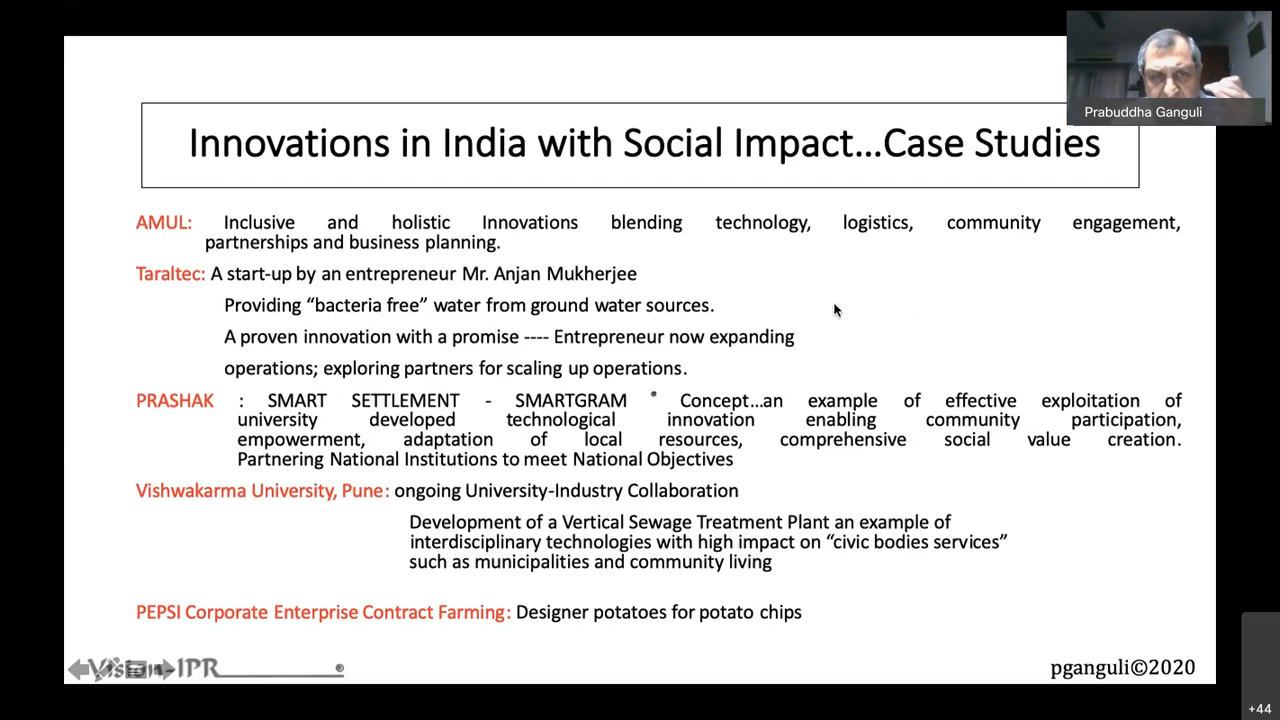 Prabuddha Ganguli
Innovations in India with Social Impact...Case Studies
AMUL: Inclusive and holistic Innovations blending technology, logistics, community engagement,
partnerships and business planning.
Taraltec: A start-up by an entrepreneur Mr. Anjan Mukherjee
Providing “bacteria free” water from ground water sources.
A proven innovation with a promise ---- Entrepreneur now expanding
operations; exploring partners for scaling up operations.
PRASHAK : SMART SETTLEMENT - SMARTGRAM ® Concept...an example of effective exploitation of
university developed technological innovation enabling community participation,
empowerment, adaptation of local resources, comprehensive social value creation.
Partnering National Institutions to meet National Objectives
Vishwakarma University, Pune: ongoing University-Industry Collaboration
Development of a Vertical Sewage Treatment Plant an example of
interdisciplinary technologies with high impact on “civic bodies services”
such as municipalities and community living
PEPSI Corporate Enterprise Contract Farming: Designer potatoes for potato chips
Vision-IPR ®
pganguli©2020
+44